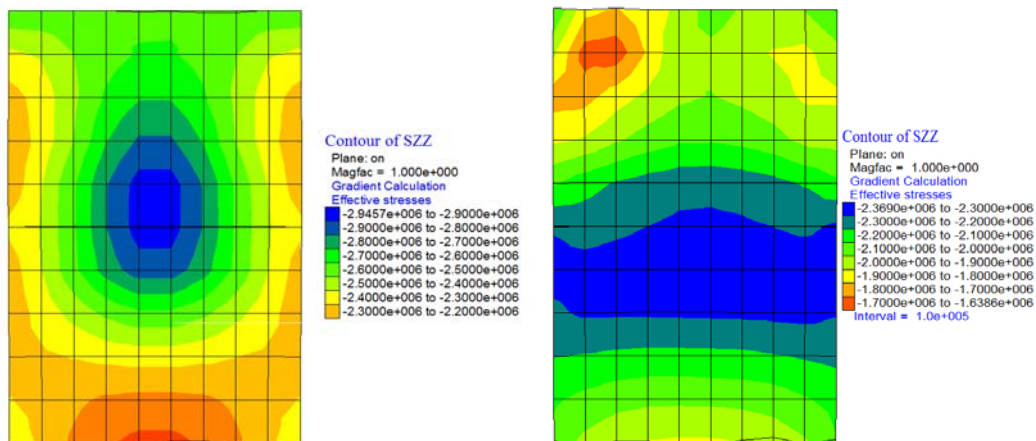 Contour of SZZ
Plane: on
Magfac = 1.000e+000
Gradient Calculation
Effective stresses
-2.9457e+006 to -2.9000e+006
-2.9000e+006 to -2.8000e+006
-2.8000e+006 to -2.7000e+006
-2.7000e+006 to -2.6000e+006
-2.6000e+006 to -2.5000e+006
-2.5000e+006 to -2.4000e+006
-2.4000e+006 to -2.3000e+006
-2.3000e+006 to -2.2000e+006
Contour of SZZ
Plane: on
Magfac = 1.000e+000
Gradient Calculation
Effective stresses
-2.3690e+006 to -2.3000e+006
-2.3000e+006 to -2.2000e+006
-2.2000e+006 to -2.1000e+006
-2.1000e+006 to -2.0000e+006
-2.0000e+006 to -1.9000e+006
-1.9000e+006 to -1.8000e+006
-1.8000e+006 to -1.7000e+006
-1.7000e+006 to -1.6386e+006
Interval = 1.0e+005